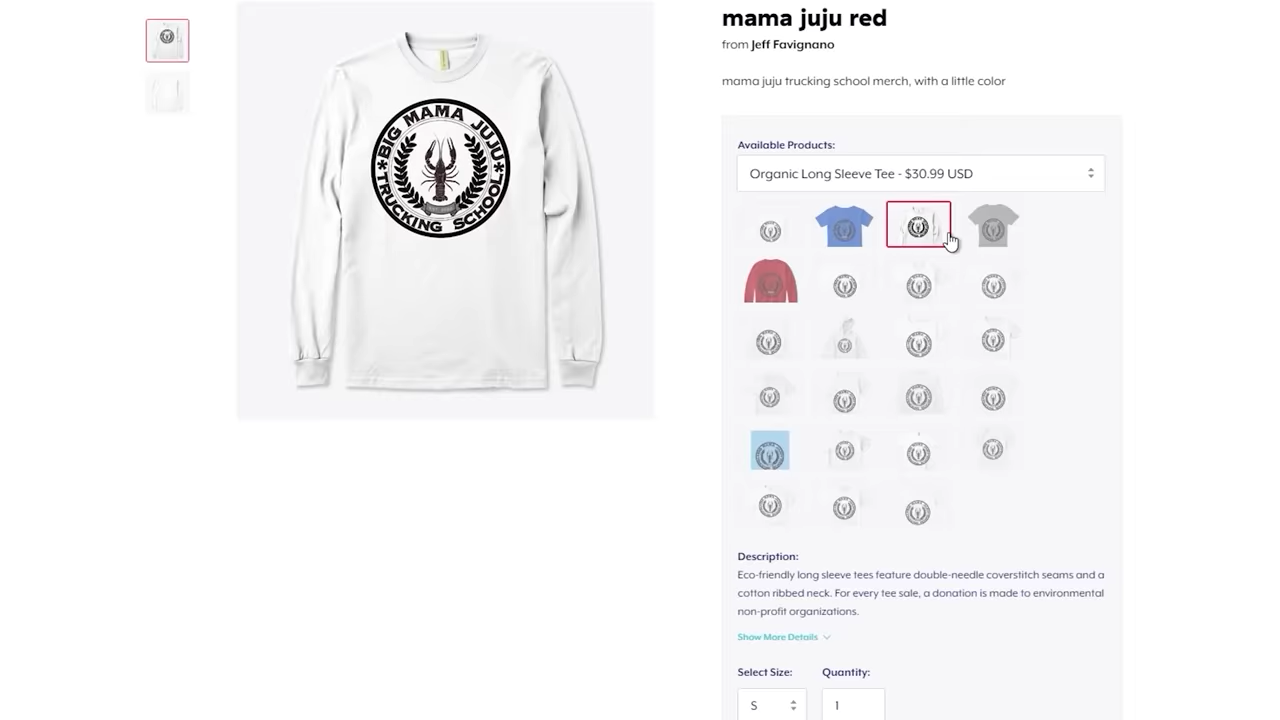 mama juju red
from Jeff Favignano
mama juju trucking school merch, with a little color
BIG MAMA JUJU
TRUCKING SCHOOL
Available Products:
Organic Long Sleeve Tee - $30.99 USD
Description:
Eco-friendly long sleeve tees feature double-needle coverstitch seams and a
cotton ribbed neck. For every tee sale, a donation is made to environmental
non-profit organizations.
Show More Details
Select Size:
Quantity:
S
1